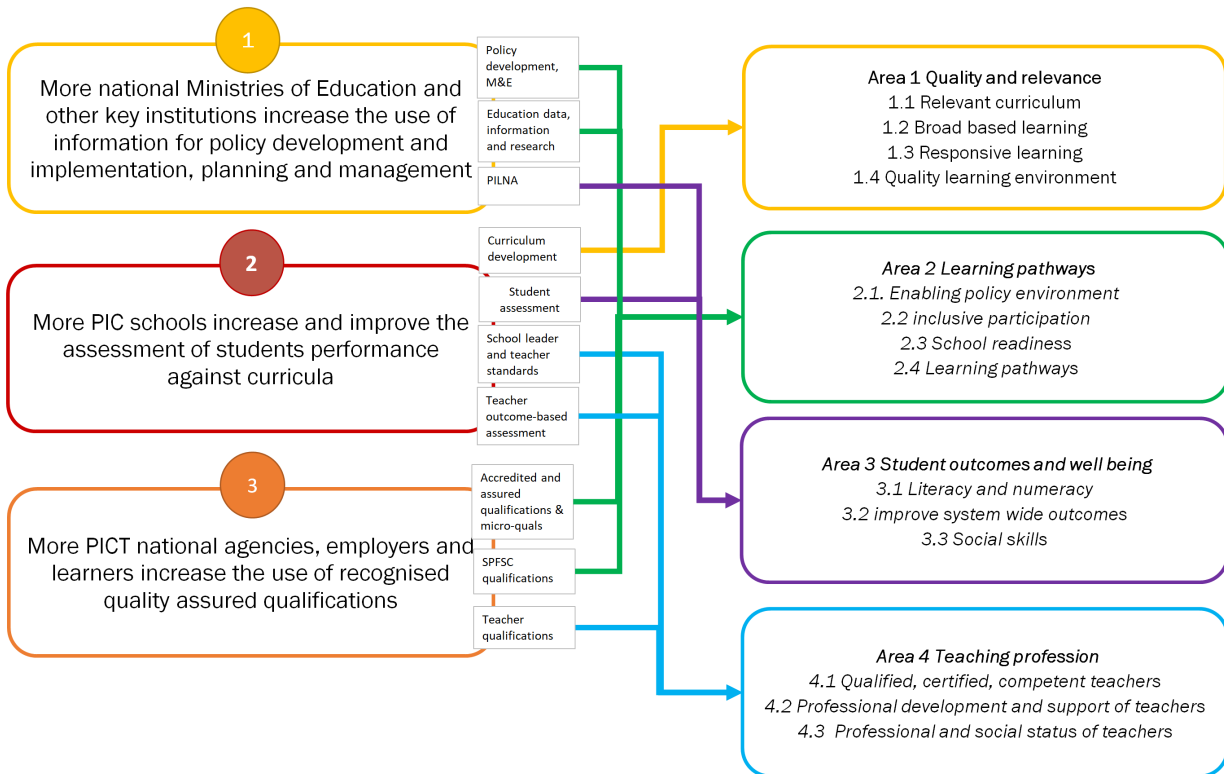 1
More national Ministries of Education and
other key institutions increase the use of
information for policy development and
implementation, planning and management
Policy
development,
M&E
Education data,
information
and research
PILNA
2
More PIC schools increase and improve the
assessment of students performance
against curricula
Curriculum
development
Student
assessment
School leader
and teacher
standards
Teacher
outcome-based
assessment
3
More PICT national agencies, employers and
learners increase the use of recognised
quality assured qualifications
Accredited and
assured
qualifications &
micro-quals
SPFSC
qualifications
Teacher
qualifications
Area 1 Quality and relevance
1.1 Relevant curriculum
1.2 Broad based learning
1.3 Responsive learning
1.4 Quality learning environment
Area 2 Learning pathways
2.1. Enabling policy environment
2.2 inclusive participation
2.3 School readiness
2.4 Learning pathways
Area 3 Student outcomes and well being
3.1 Literacy and numeracy
3.2 improve system wide outcomes
3.3 Social skills
Area 4 Teaching profession
4.1 Qualified, certified, competent teachers
4.2 Professional development and support of teachers
4.3 Professional and social status of teachers